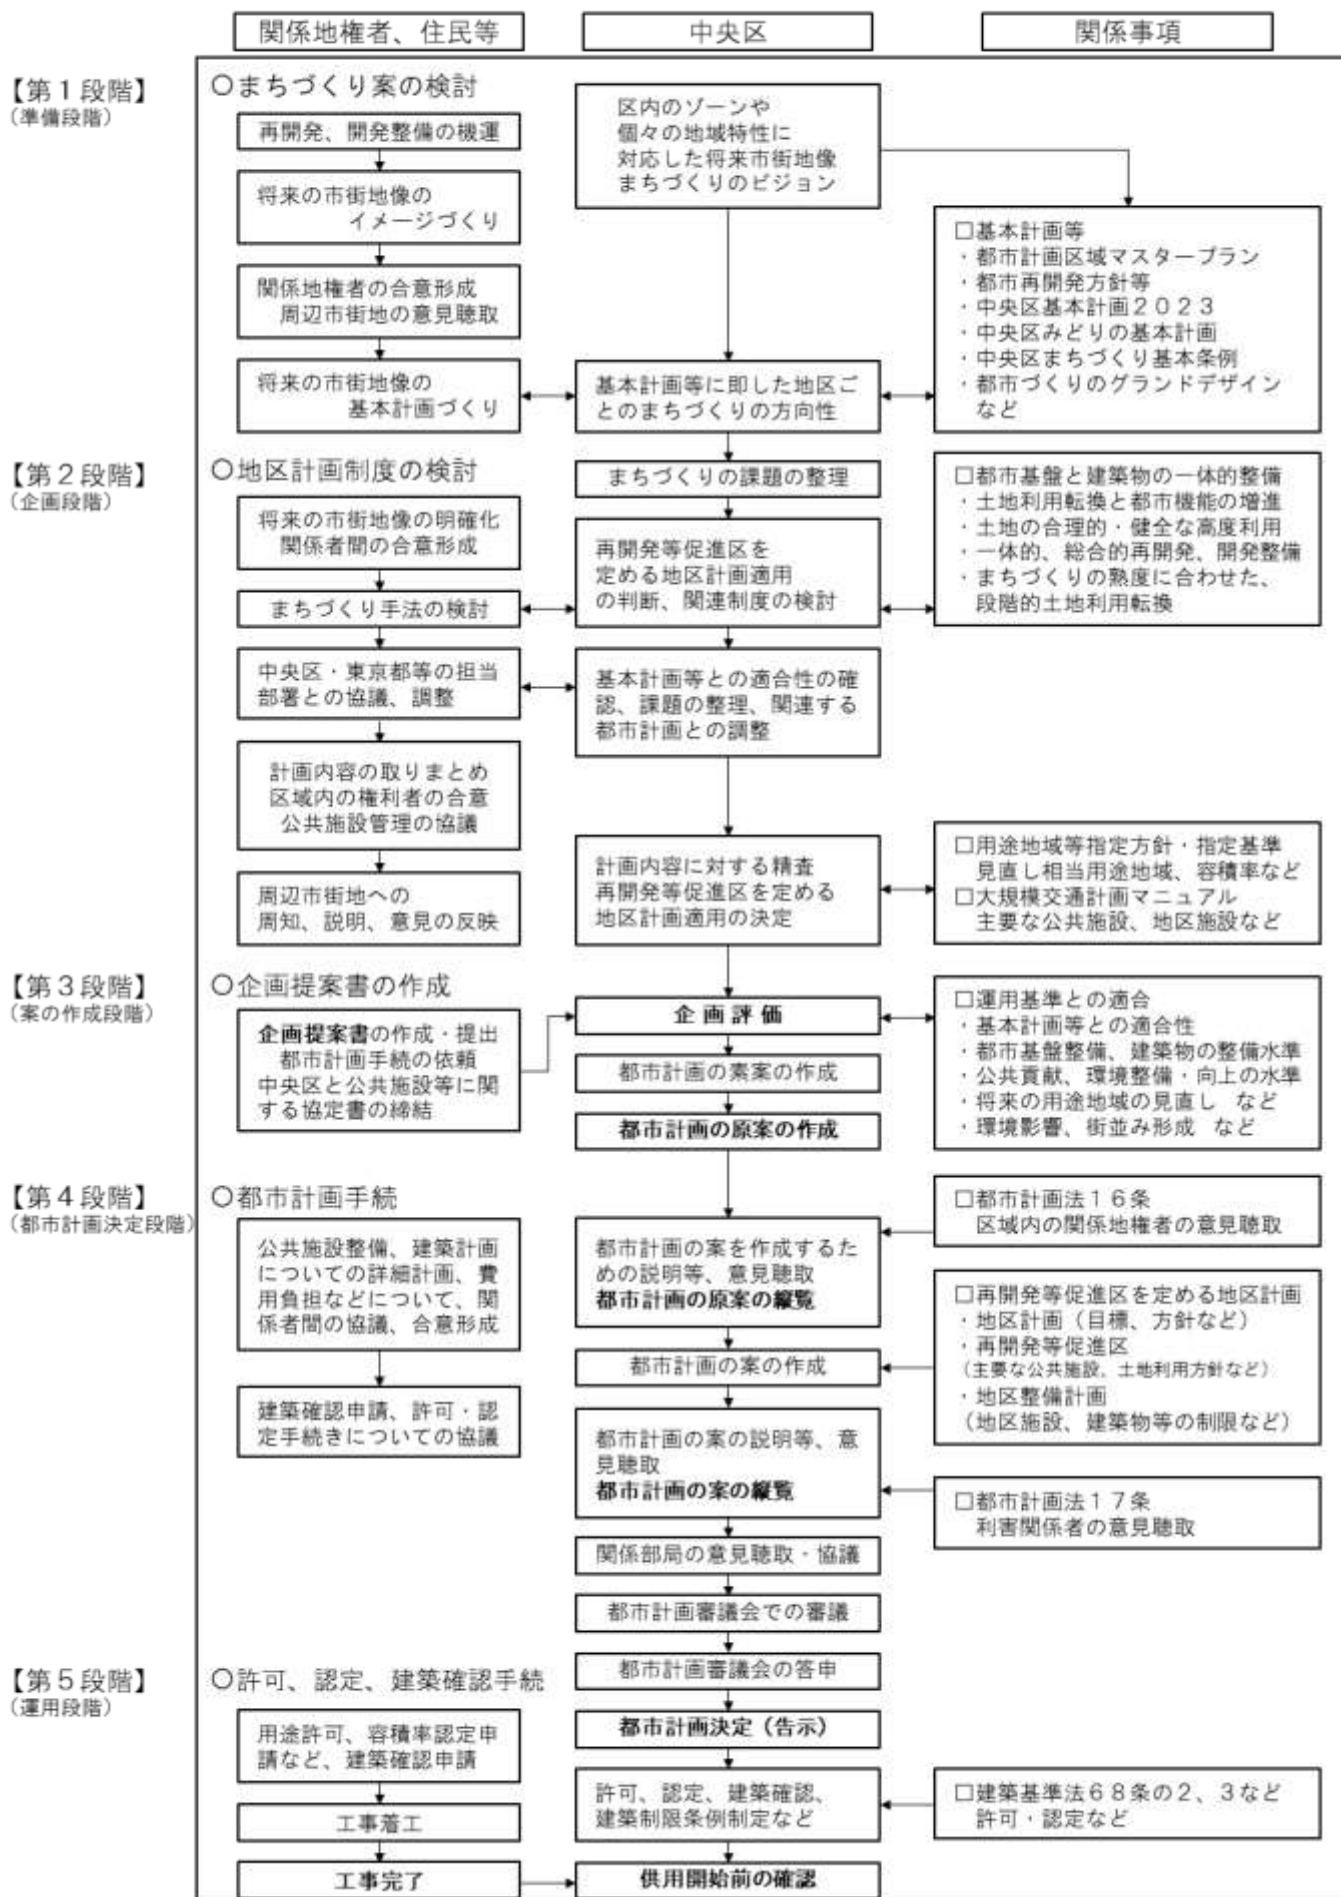 関係地権者、住民等
中央区
関係事項
【第１段階】
（準備段階）
〇まちづくり案の検討
再開発、開発整備の機運
将来の市街地像の
イメージづくり
関係地権者の合意形成
周辺市街地の意見聴取
将来の市街地像の
基本計画づくり
区内のゾーンや
個々の地域特性に
対応した将来市街地像
まちづくりのビジョン
基本計画等に即した地区ご
とのまちづくりの方向性
□基本計画等
・都市計画区域マスタープラン
・都市再開発方針等
・中央区基本計画２０２３
・中央区みどりの基本計画
・中央区まちづくり基本条例
・都市づくりのグランドデザイン
など
【第２段階】
（企画段階）
〇地区計画制度の検討
将来の市街地像の明確化
関係者間の合意形成
まちづくり手法の検討
中央区・東京都等の担当
部署との協議、調整
計画内容の取りまとめ
区域内の権利者の合意
公共施設管理の協議
周辺市街地への
周知、説明、意見の反映
まちづくりの課題の整理
再開発等促進区を
定める地区計画適用
の判断、関連制度の検討
基本計画等との適合性の確
認、課題の整理、関連する
都市計画との調整
計画内容に対する精査
再開発等促進区を定める
地区計画適用の決定
□都市基盤と建築物の一体的整備
・土地利用転換と都市機能の増進
・土地の合理的・健全な高度利用
・一体的、総合的再開発、開発整備
・まちづくりの熟度に合わせた、
段階的土地利用転換
□用途地域等指定方針・指定基準
見直し相当用途地域、容積率など
□大規模交通計画マニュアル
主要な公共施設、地区施設など
【第３段階】
（案の作成段階）
〇企画提案書の作成
企画提案書の作成・提出
都市計画手続の依頼
中央区と公共施設等に関
する協定書の締結
企画評価
都市計画の素案の作成
都市計画の原案の作成
□運用基準との適合
・基本計画等との適合性
・都市基盤整備、建築物の整備水準
・公共貢献、環境整備・向上の水準
・将来の用途地域の見直し　など
・環境影響、街並み形成　など
【第４段階】
（都市計画決定段階）
〇都市計画手続
公共施設整備、建築計画
についての詳細計画、費
用負担などについて、関
係者間の協議、合意形成
建築確認申請、許可・認
定手続きについての協議
都市計画の案を作成するた
めの説明等、意見聴取
都市計画の原案の縦覧
都市計画の案の作成
都市計画の案の説明等、意
見聴取
都市計画の案の縦覧
関係部局の意見聴取・協議
都市計画審議会での審議
□都市計画法１６条
区域内の関係地権者の意見聴取
□再開発等促進区を定める地区計画
・地区計画（目標、方針など）
・再開発等促進区
（主要な公共施設、土地利用方針など）
・地区整備計画
（地区施設、建築物等の制限など）
□都市計画法１７条
利害関係者の意見聴取
【第５段階】
（運用段階）
〇許可、認定、建築確認手続
用途許可、容積率認定申
請など、建築確認申請
工事着工
工事完了
都市計画審議会の答申
都市計画決定（告示）
許可、認定、建築確認、
建築制限条例制定など
供用開始前の確認
□建築基準法６８条の２、３など
許可・認定など